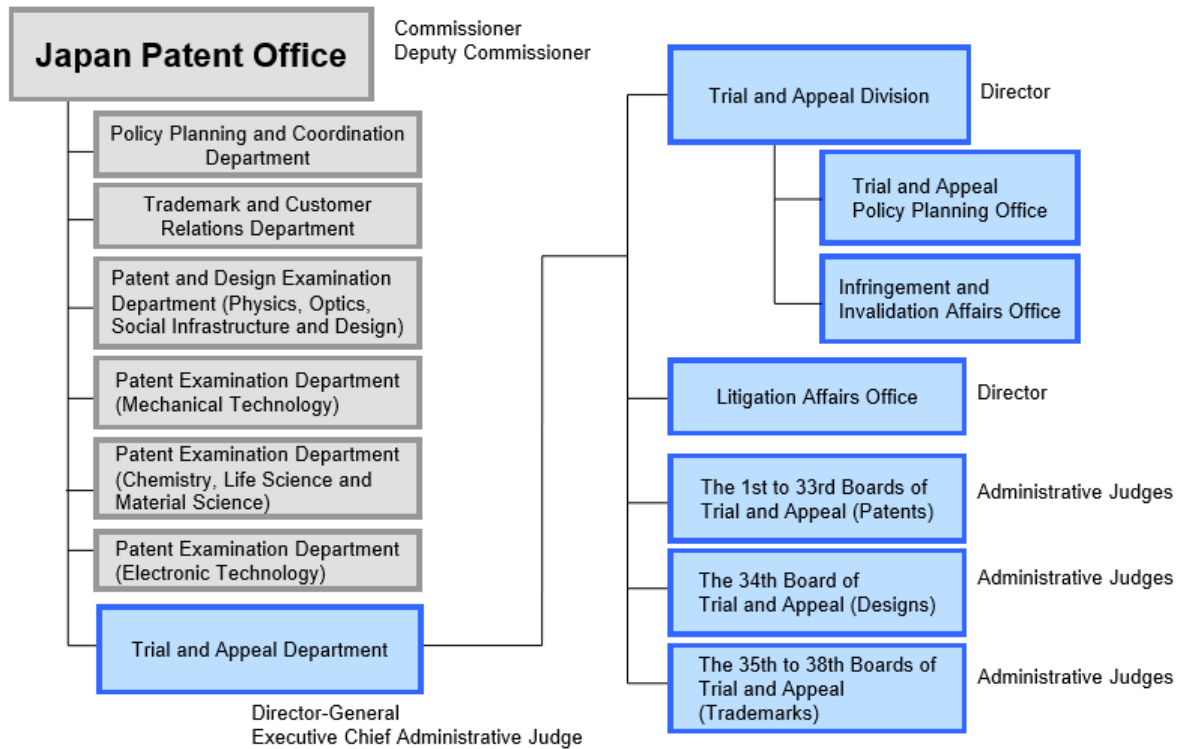 Japan Patent Office
Commissioner
Deputy Commissioner
Policy Planning and Coordination
Department
Trademark and Customer
Relations Department
Patent and Design Examination
Department (Physics, Optics,
Social Infrastructure and Design)
Patent Examination Department
(Mechanical Technology)
Patent Examination Department
(Chemistry, Life Science and
Material Science)
Patent Examination Department
(Electronic Technology)
Trial and Appeal Department
Director-General
Executive Chief Administrative Judge
Trial and Appeal Division
Director
Trial and Appeal
Policy Planning Office
Infringement and
Invalidation Affairs Office
Litigation Affairs Office
Director
The 1st to 33rd Boards of
Trial and Appeal (Patents)
Administrative Judges
The 34th Board of
Trial and Appeal (Designs)
Administrative Judges
The 35th to 38th Boards of
Trial and Appeal
(Trademarks)
Administrative Judges